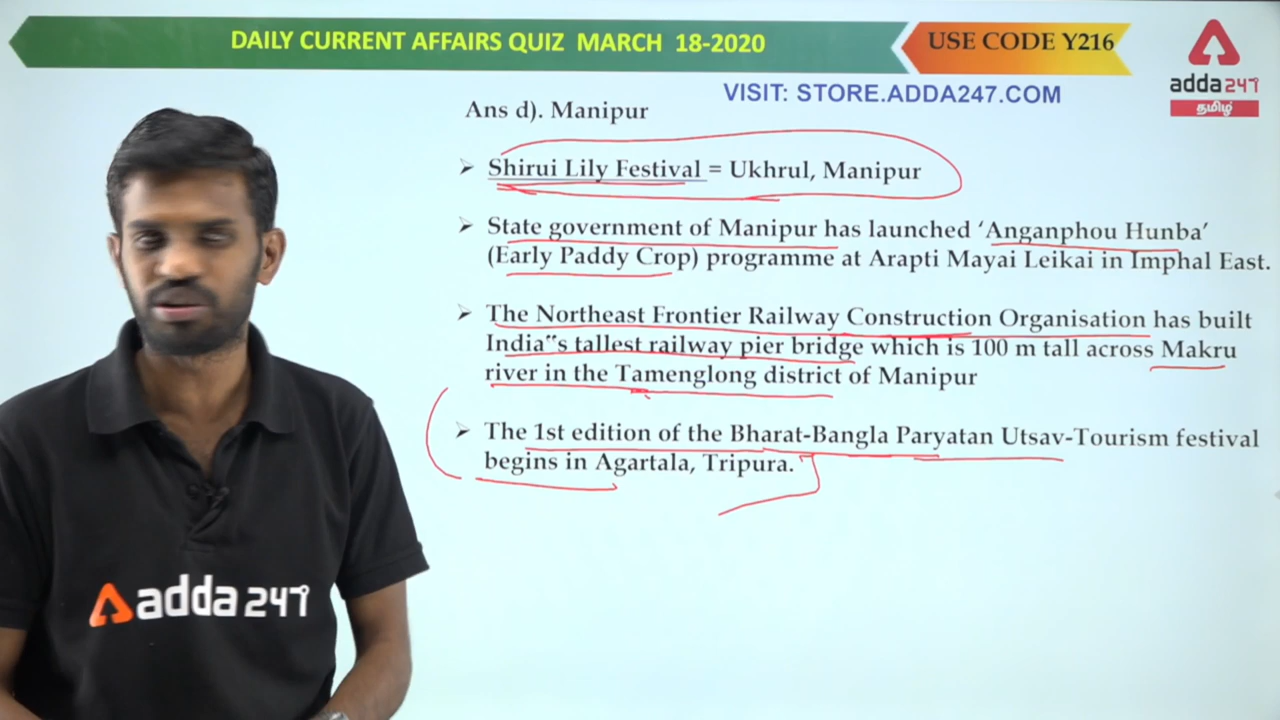 DAILY CURRENT AFFAIRS QUIZ MARCH 18-2020
USE CODE Y216
adda247
தமிழ்
VISIT: STORE.ADDA247.COM
Ans d). Manipur
➢ Shirui Lily Festival = Ukhrul, Manipur
➢ State government of Manipur has launched ‘Anganphou Hunba’
(Early Paddy Crop) programme at Arapti Mayai Leikai in Imphal East.
➢ The Northeast Frontier Railway Construction Organisation has built
India‟s tallest railway pier bridge which is 100 m tall across Makru
river in the Tamenglong district of Manipur
➢ The 1st edition of the Bharat-Bangla Paryatan Utsav-Tourism festival
begins in Agartala, Tripura.
adda247